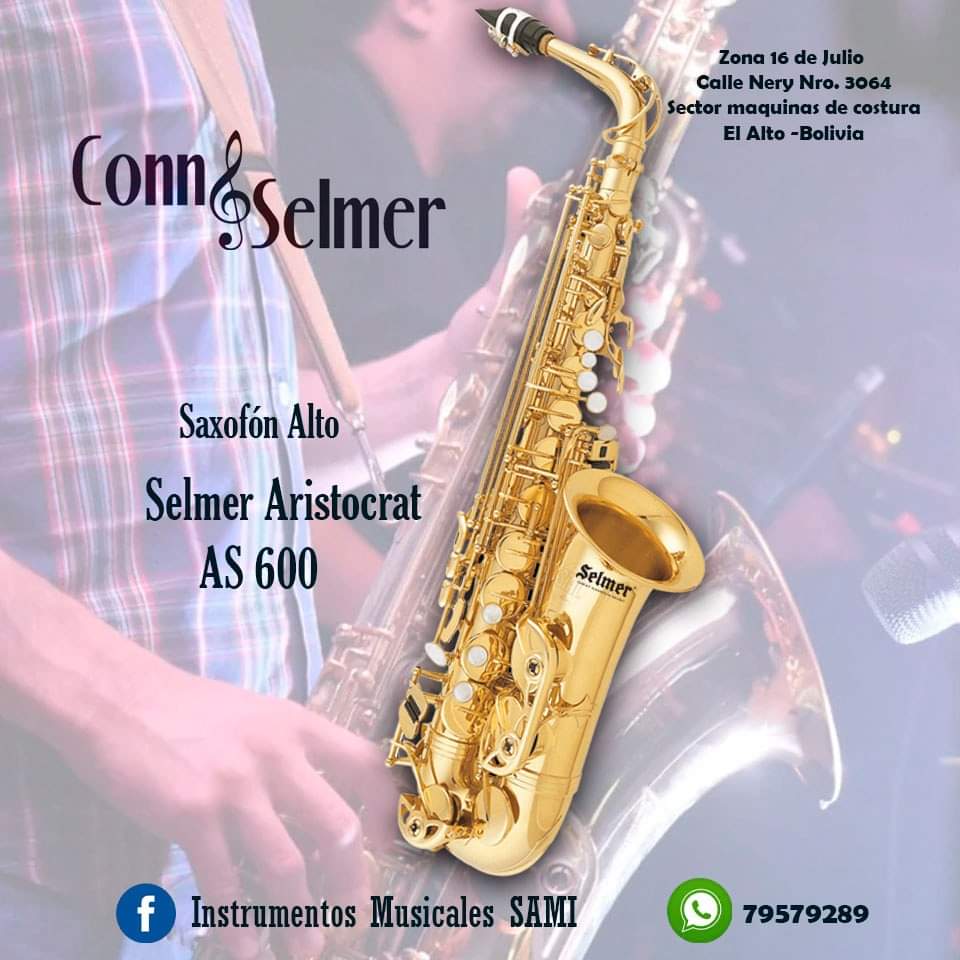 Zona 16 de Julio
Calle Nery Nro. 3064
Sector maquinas de costura
El Alto -Bolivia
Conn
Selmer
Saxofón Alto
Selmer Aristocrat
AS 600
Selmer
Instrumentos Musicales SAMI
79579289